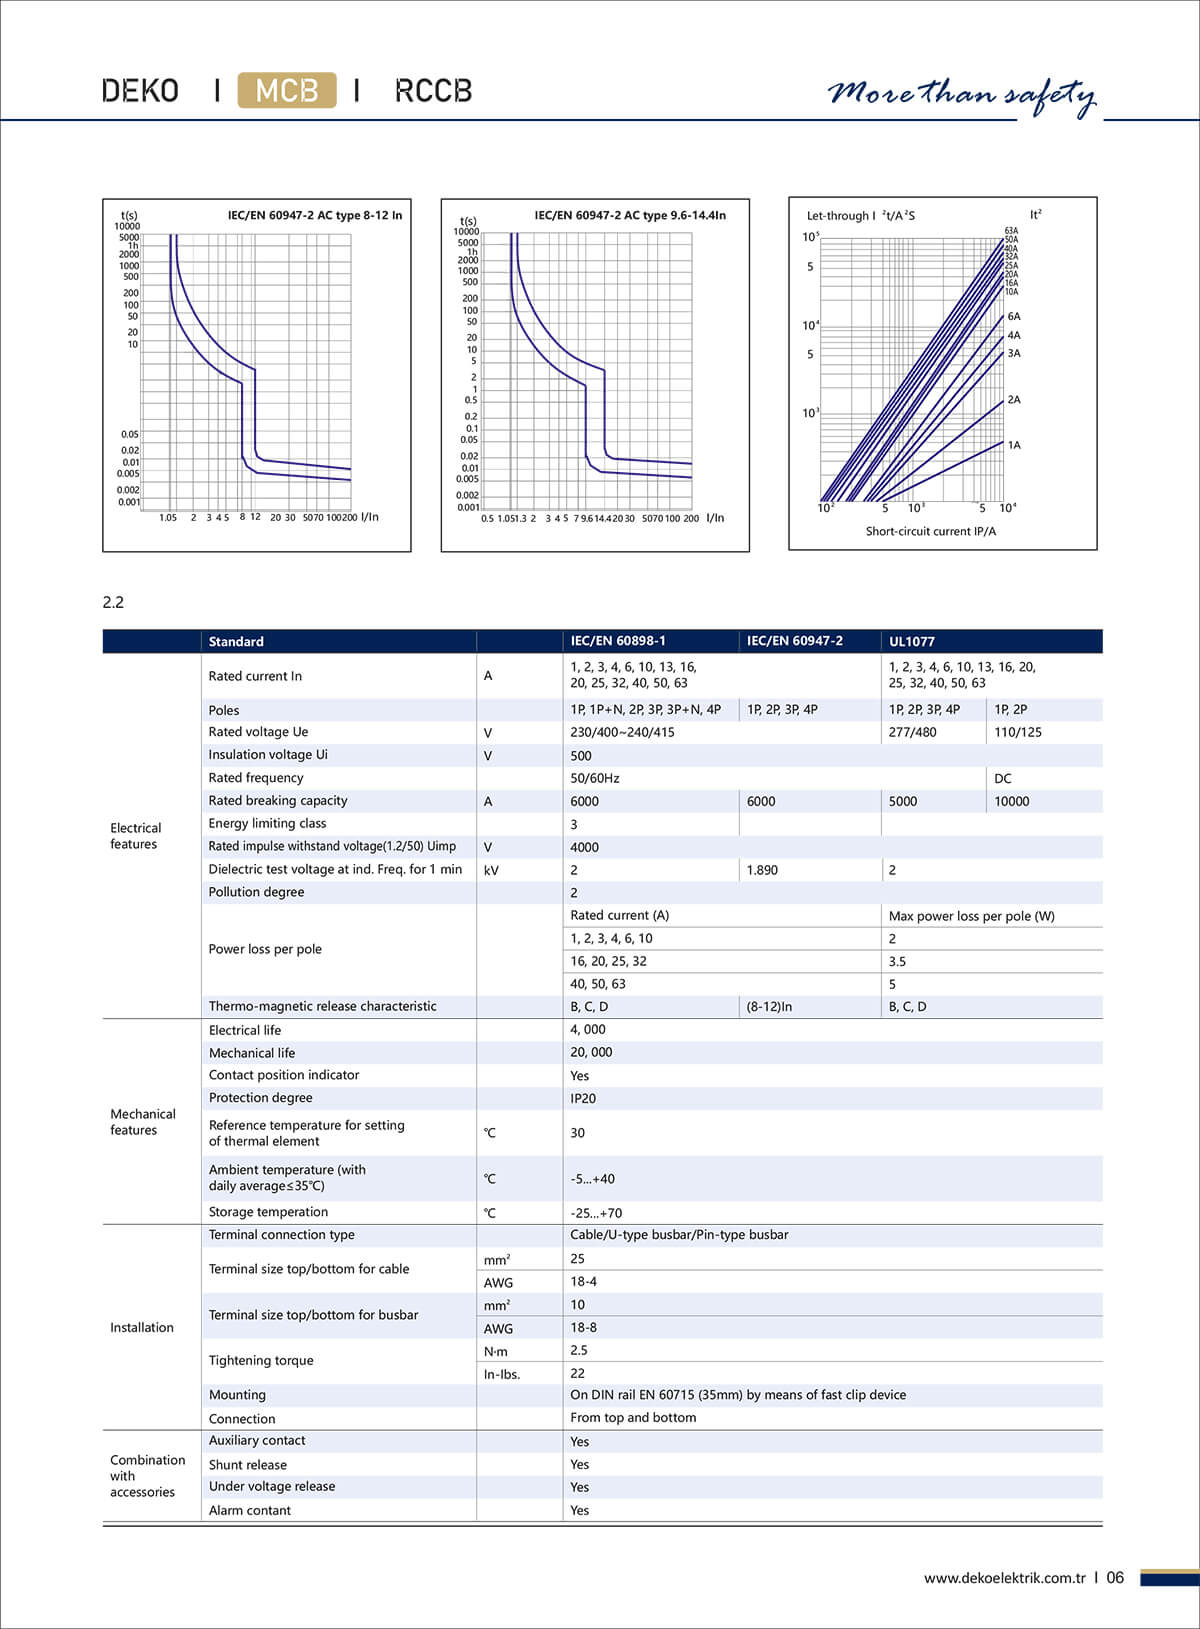 DEKO | MCB | RCCB
More than safety
t(s)
IEC/EN 60947-2 AC type 8-12 In
10000
5000
1h
2000
1000
500
200
100
50
20
10
0.05
0.02
0.01
0.005
0.002
0.001
1.05 2 3 4 5 8 12 20 30 50 70 100 200 I/In
t(s)
IEC/EN 60947-2 AC type 9.6-14.4In
10000
5000
1h
2000
1000
500
200
100
50
20
10
5
2
1
0.5
0.2
0.1
0.05
0.02
0.01
0.005
0.002
0.001
0.5 1.05 1.3 2 3 4 5 7 9.6 14.4 20 30 50 70 100 200 I/In
Let-through I ²t/A²S
It²
10⁵
5
10⁴
5
10³
63A
50A
40A
32A
25A
20A
16A
10A
6A
4A
3A
2A
1A
10² 5 10³ 5 10⁴
Short-circuit current IP/A
2.2
Standard IEC/EN 60898-1 IEC/EN 60947-2 UL1077
Electrical
features
Rated current In A 1, 2, 3, 4, 6, 10, 13, 16, 1, 2, 3, 4, 6, 10, 13, 16, 20,
20, 25, 32, 40, 50, 63 25, 32, 40, 50, 63
Poles 1P, 1P+N, 2P, 3P, 3P+N, 4P 1P, 2P, 3P, 4P 1P, 2P, 3P, 4P 1P, 2P
Rated voltage Ue V 230/400~240/415 277/480 110/125
Insulation voltage Ui V 500
Rated frequency 50/60Hz DC
Rated breaking capacity A 6000 6000 5000 10000
Energy limiting class 3
Rated impulse withstand voltage(1.2/50) Uimp V 4000
Dielectric test voltage at ind. Freq. for 1 min kV 2 1.890 2
Pollution degree 2
Power loss per pole
Rated current (A) Max power loss per pole (W)
1, 2, 3, 4, 6, 10 2
16, 20, 25, 32 3.5
40, 50, 63 5
Thermo-magnetic release characteristic B, C, D (8-12)In B, C, D
Mechanical
features
Electrical life 4, 000
Mechanical life 20, 000
Contact position indicator Yes
Protection degree IP20
Reference temperature for setting
of thermal element ℃ 30
Ambient temperature (with
daily average≤35℃) ℃ -5...+40
Storage temperation ℃ -25...+70
Installation
Terminal connection type Cable/U-type busbar/Pin-type busbar
Terminal size top/bottom for cable
mm² 25
AWG 18-4
Terminal size top/bottom for busbar
mm² 10
AWG 18-8
Tightening torque
N·m 2.5
In-Ibs. 22
Mounting On DIN rail EN 60715 (35mm) by means of fast clip device
Connection From top and bottom
Combination
with
accessories
Auxiliary contact Yes
Shunt release Yes
Under voltage release Yes
Alarm contant Yes
www.dekoelektrik.com.tr | 06